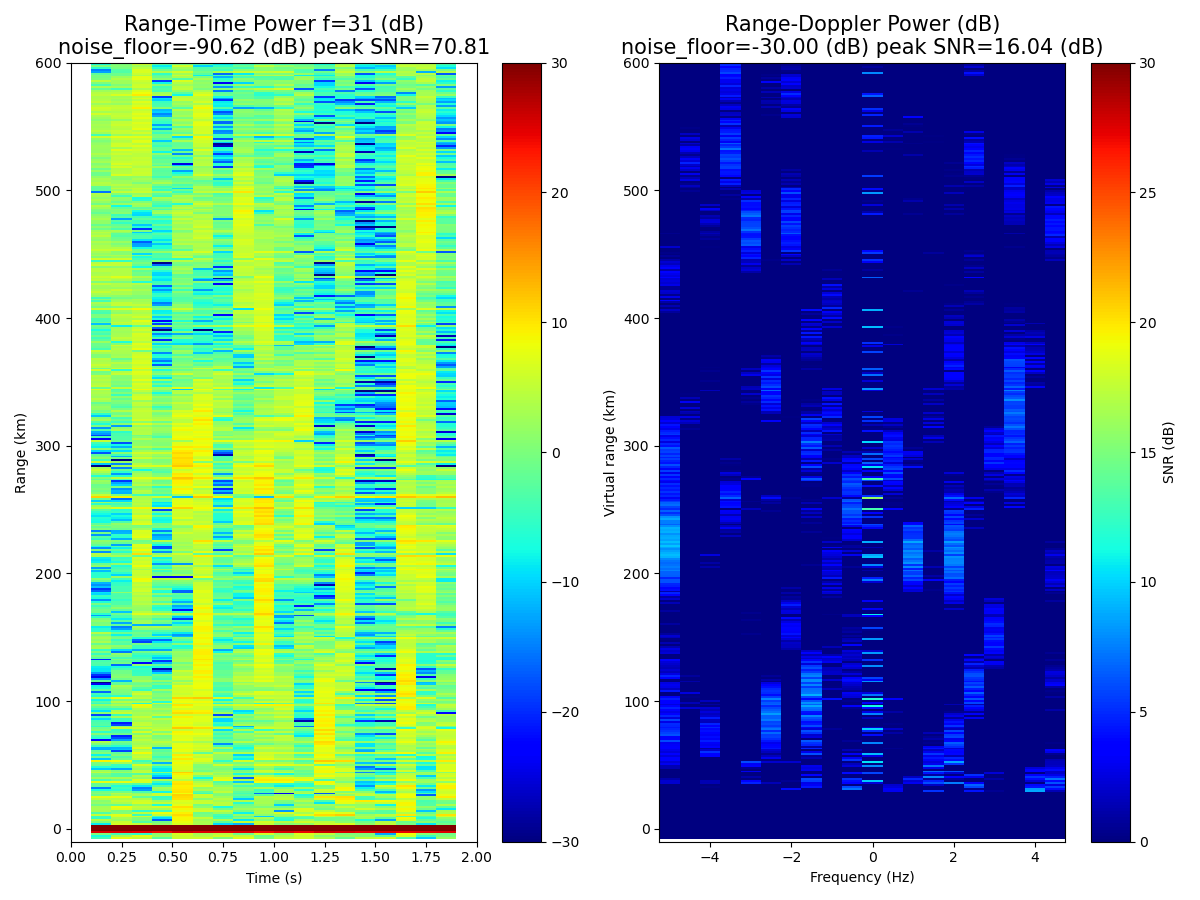 Range-Time Power f=31 (dB)
noise_floor=-90.62 (dB) peak SNR=70.81
600
500
400
300
200
100
0
Range (km)
0.00 0.25 0.50 0.75 1.00 1.25 1.50 1.75 2.00
Time (s)
30
20
10
0
−10
−20
−30
Range-Doppler Power (dB)
noise_floor=-30.00 (dB) peak SNR=16.04 (dB)
600
500
400
300
200
100
0
Virtual range (km)
−4 −2 0 2 4
Frequency (Hz)
30
25
20
15
10
5
0
SNR (dB)